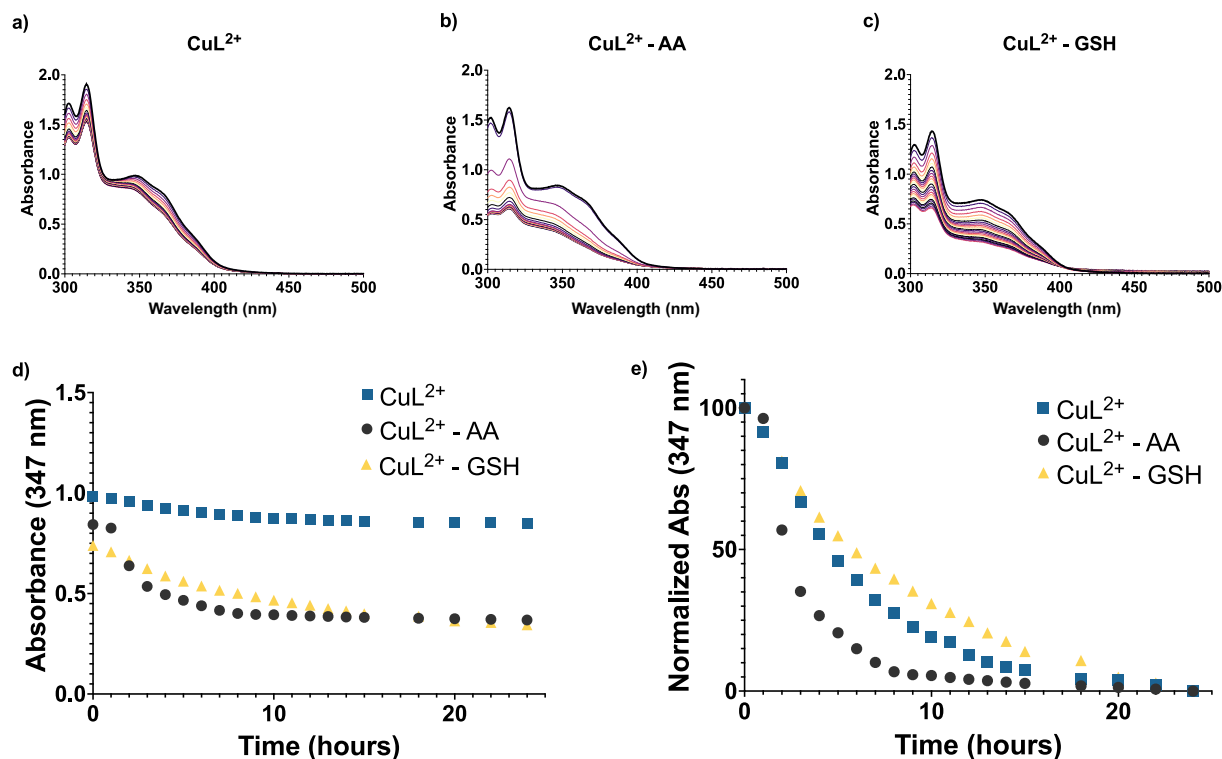 a)
CuL2+
Absorbance
2.0
1.5
1.0
0.5
0.0
300 350 400 450 500
Wavelength (nm)
b)
CuL2+ - AA
Absorbance
2.0
1.5
1.0
0.5
0.0
300 350 400 450 500
Wavelength (nm)
c)
CuL2+ - GSH
Absorbance
2.0
1.5
1.0
0.5
0.0
300 350 400 450 500
Wavelength (nm)
d)
Absorbance (347 nm)
1.5
1.0
0.5
0.0
CuL2+
CuL2+ - AA
CuL2+ - GSH
0 10 20
Time (hours)
e)
Normalized Abs (347 nm)
100
50
0
CuL2+
CuL2+ - AA
CuL2+ - GSH
0 10 20
Time (hours)